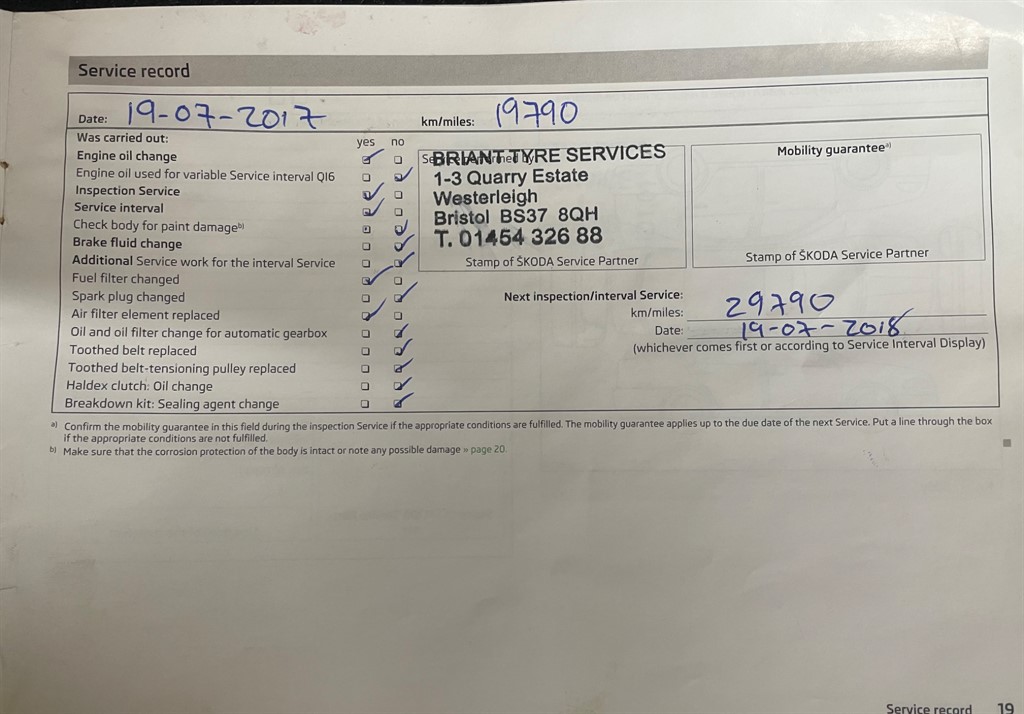 Service record
Date: 19-07-2017 km/miles: 19790
Was carried out: yes no
Engine oil change
Engine oil used for variable Service interval QI6
Inspection Service
Service interval
Check body for paint damage b)
Brake fluid change
Additional Service work for the interval Service
Fuel filter changed
Spark plug changed
Air filter element replaced
Oil and oil filter change for automatic gearbox
Toothed belt replaced
Toothed belt-tensioning pulley replaced
Haldex clutch: Oil change
Breakdown kit: Sealing agent change
BRIANT TYRE SERVICES
1-3 Quarry Estate
Westerleigh
Bristol BS37 8QH
T. 01454 326 88
Stamp of ŠKODA Service Partner
Mobility guarantee a)
Stamp of ŠKODA Service Partner
Next inspection/interval Service:
km/miles: 29790
Date: 19-07-2018
(whichever comes first or according to Service Interval Display)
a) Confirm the mobility guarantee in this field during the inspection Service if the appropriate conditions are fulfilled. The mobility guarantee applies up to the due date of the next Service. Put a line through the box
if the appropriate conditions are not fulfilled.
b) Make sure that the corrosion protection of the body is intact or note any possible damage » page 20.
Service record 19